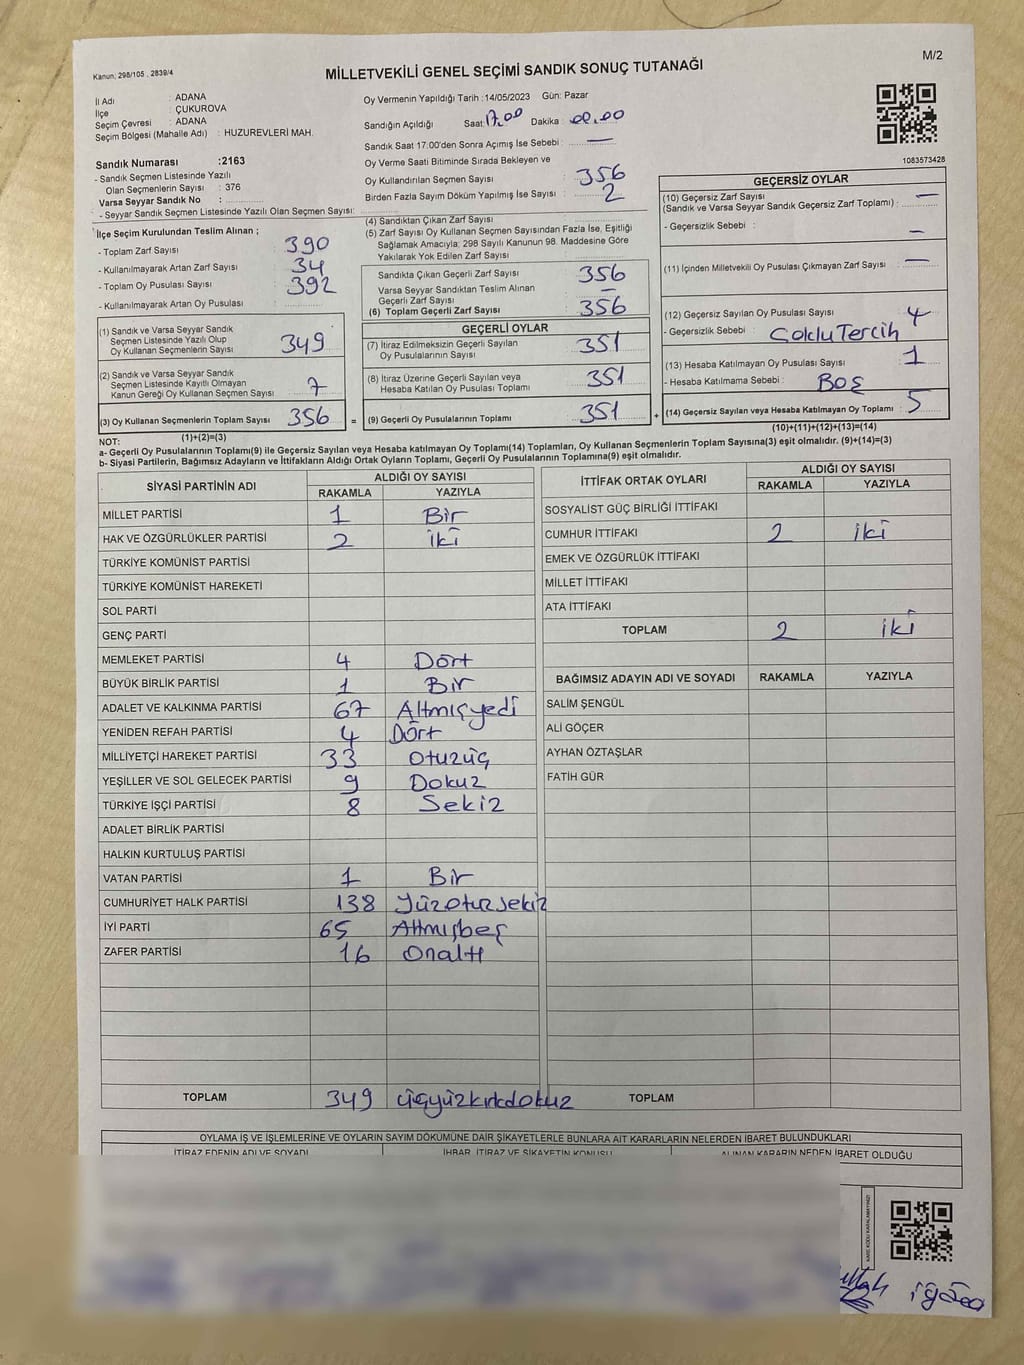 Kanun; 298/105 . 2839/4
MİLLETVEKİLİ GENEL SEÇİMİ SANDIK SONUÇ TUTANAĞI
M/2
İl Adı : ADANA
İlçe : ÇUKUROVA
Seçim Çevresi : ADANA
Seçim Bölgesi (Mahalle Adı) : HUZUREVLERİ MAH.
Sandık Numarası :2163
- Sandık Seçmen Listesinde Yazılı
Olan Seçmenlerin Sayısı : 376
Varsa Seyyar Sandık No :
- Seyyar Sandık Seçmen Listesinde Yazılı Olan Seçmen Sayısı:
Oy Vermenin Yapıldığı Tarih :14/05/2023 Gün: Pazar
Sandığın Açıldığı Saat: 17.00 Dakika : 00.00
Sandık Saat 17.00'den Sonra Açımış İse Sebebi : —
Oy Verme Saati Bitiminde Sırada Bekleyen ve
Oy Kullandırılan Seçmen Sayısı : 356
Birden Fazla Sayım Döküm Yapılmış İse Sayısı : 2
1083573428
İlçe Seçim Kurulundan Teslim Alınan ;
- Toplam Zarf Sayısı : 390
- Kullanılmayarak Artan Zarf Sayısı : 34
- Toplam Oy Pusulası Sayısı : 392
- Kullanılmayarak Artan Oy Pusulası :
(1) Sandık ve Varsa Seyyar Sandık
Seçmen Listesinde Yazılı Olup
Oy Kullanan Seçmenlerin Sayısı 349
(2) Sandık ve Varsa Seyyar Sandık
Seçmen Listesinde Kayıtlı Olmayan
Kanun Gereği Oy Kullanan Seçmen Sayısı 7
(3) Oy Kullanan Seçmenlerin Toplam Sayısı 356 =
(1)+(2)=(3)
(4) Sandıktan Çıkan Zarf Sayısı :
(5) Zarf Sayısı Oy Kullanan Seçmen Sayısından Fazla İse, Eşitliği
Sağlamak Amacıyla; 298 Sayılı Kanunun 98. Maddesine Göre
Yakılarak Yok Edilen Zarf Sayısı :
Sandıkta Çıkan Geçerli Zarf Sayısı : 356
Varsa Seyyar Sandıktan Teslim Alınan
Geçerli Zarf Sayısı : —
(6) Toplam Geçerli Zarf Sayısı : 356
GEÇERLİ OYLAR
(7) İtiraz Edilmeksizin Geçerli Sayılan
Oy Pusulalarının Sayısı : 351
(8) İtiraz Üzerine Geçerli Sayılan veya
Hesaba Katılan Oy Pusulası Toplamı : 351
(9) Geçerli Oy Pusulalarının Toplamı : 351 +
GEÇERSİZ OYLAR
(10) Geçersiz Zarf Sayısı
(Sandık ve Varsa Seyyar Sandık Geçersiz Zarf Toplamı) : —
- Geçersizlik Sebebi : —
(11) İçinden Milletvekili Oy Pusulası Çıkmayan Zarf Sayısı : —
(12) Geçersiz Sayılan Oy Pusulası Sayısı : 4
- Geçersizlik Sebebi : Çoklu Tercih
(13) Hesaba Katılmayan Oy Pusulası Sayısı : 1
- Hesaba Katılmama Sebebi : Boş
(14) Geçersiz Sayılan veya Hesaba Katılmayan Oy Toplamı : 5
(10)+(11)+(12)+(13)=(14)
NOT:
a- Geçerli Oy Pusulalarının Toplamı(9) ile Geçersiz Sayılan veya Hesaba katılmayan Oy Toplamı(14) Toplamları, Oy Kullanan Seçmenlerin Toplam Sayısına(3) eşit olmalıdır. (9)+(14)=(3)
b- Siyasi Partilerin, Bağımsız Adayların ve İttifakların Aldığı Ortak Oyların Toplamı, Geçerli Oy Pusulalarının Toplamına(9) eşit olmalıdır.
SİYASİ PARTİNİN ADI ALDIĞI OY SAYISI
RAKAMLA YAZIYLA
MİLLET PARTİSİ 1 Bir
HAK VE ÖZGÜRLÜKLER PARTİSİ 2 iki
TÜRKİYE KOMÜNİST PARTİSİ
TÜRKİYE KOMÜNİST HAREKETİ
SOL PARTİ
GENÇ PARTİ
MEMLEKET PARTİSİ 4 Dört
BÜYÜK BİRLİK PARTİSİ 1 Bir
ADALET VE KALKINMA PARTİSİ 67 Altmışyedi
YENİDEN REFAH PARTİSİ 4 Dört
MİLLİYETÇİ HAREKET PARTİSİ 33 otuzüç
YEŞİLLER VE SOL GELECEK PARTİSİ 9 Dokuz
TÜRKİYE İŞÇİ PARTİSİ 8 Sekiz
ADALET BİRLİK PARTİSİ
HALKIN KURTULUŞ PARTİSİ
VATAN PARTİSİ 1 Bir
CUMHURİYET HALK PARTİSİ 138 Yüzotuzsekiz
İYİ PARTİ 65 Altmışbeş
ZAFER PARTİSİ 16 Onaltı
TOPLAM 349 üçyüzkırkdokuz
İTTİFAK ORTAK OYLARI ALDIĞI OY SAYISI
RAKAMLA YAZIYLA
SOSYALIST GÜÇ BİRLİĞİ İTTİFAKI
CUMHUR İTTİFAKI 2 iki
EMEK VE ÖZGÜRLÜK İTTİFAKI
MİLLET İTTİFAKI
ATA İTTİFAKI
TOPLAM 2 iki
BAĞIMSIZ ADAYIN ADI VE SOYADI RAKAMLA YAZIYLA
SALİM ŞENGÜL
ALİ GÖÇER
AYHAN ÖZTAŞLAR
FATİH GÜR
TOPLAM
OYLAMA İŞ VE İŞLEMLERİNE VE OYLARIN SAYIM DÖKÜMÜNE DAİR ŞİKAYETLERLE BUNLARA AİT KARARLARIN NELERDEN İBARET BULUNDUKLARI
İTİRAZ EDENİN ADI VE SOYADI İHBAR, İTİRAZ VE ŞİKAYETİN KONUSU ALINAN KARARIN NEDEN İBARET OLDUĞU